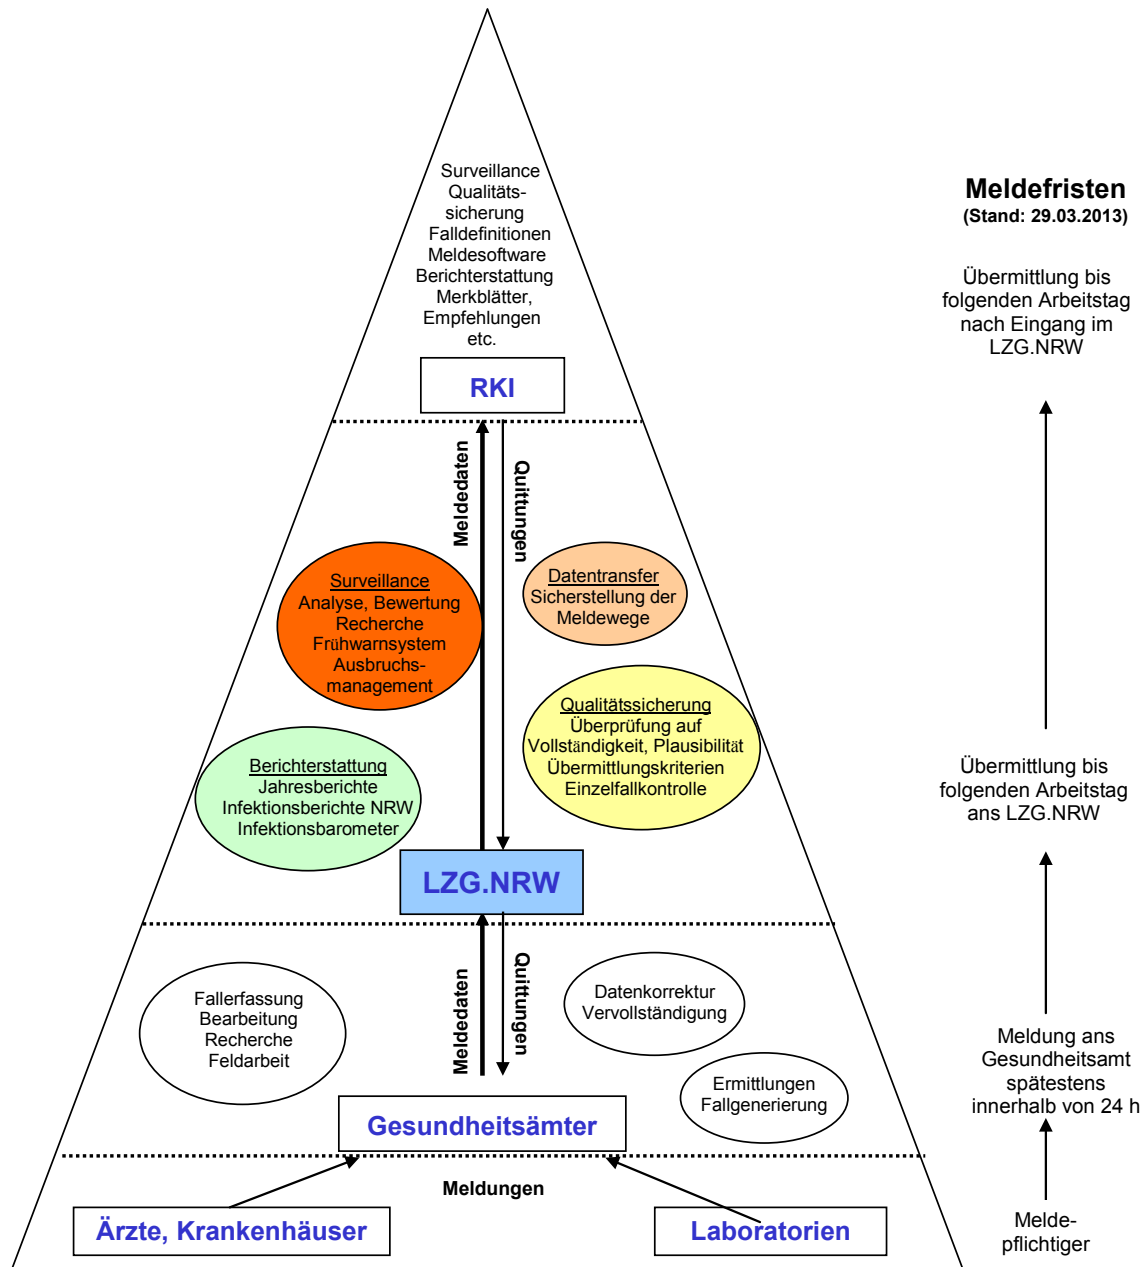 Surveillance
Qualitäts-
sicherung
Falldefinitionen
Meldesoftware
Berichterstattung
Merkblätter,
Empfehlungen
etc.
RKI
Meldefristen
(Stand: 29.03.2013)
Übermittlung bis
folgenden Arbeitstag
nach Eingang im
LZG.NRW
Meldedaten
Quittungen
Surveillance
Analyse, Bewertung
Recherche
Frühwarnsystem
Ausbruchs-
management
Datentransfer
Sicherstellung der
Meldewege
Qualitätssicherung
Überprüfung auf
Vollständigkeit, Plausibilität
Übermittlungskriterien
Einzelfallkontrolle
Berichterstattung
Jahresberichte
Infektionsberichte NRW
Infektionsbarometer
Übermittlung bis
folgenden Arbeitstag
ans LZG.NRW
LZG.NRW
Meldedaten
Quittungen
Fallerfassung
Bearbeitung
Recherche
Feldarbeit
Datenkorrektur
Vervollständigung
Ermittlungen
Fallgenerierung
Meldung ans
Gesundheitsamt
spätestens
innerhalb von 24 h
Gesundheitsämter
Meldungen
Ärzte, Krankenhäuser
Laboratorien
Melde-
pflichtiger